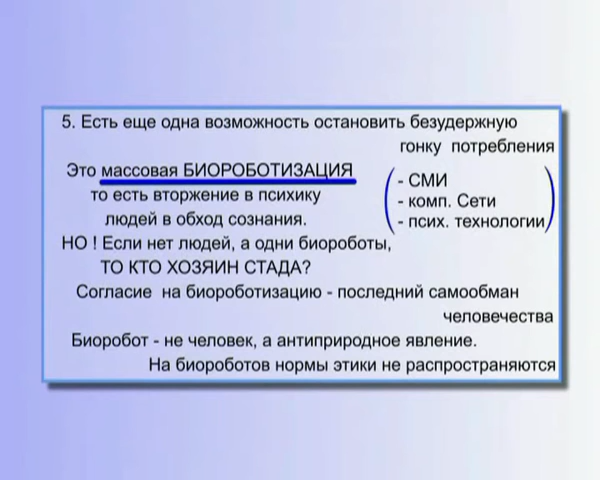 5. Есть еще одна возможность остановить безудержную
гонку потребления
Это массовая БИОРОБОТИЗАЦИЯ
то есть вторжение в психику
людей в обход сознания.
(- СМИ
- комп. Сети
- псих. технологии)
НО ! Если нет людей, а одни биороботы,
ТО КТО ХОЗЯИН СТАДА?
Согласие на биороботизацию - последний самообман
человечества
Биоробот - не человек, а антиприродное явление.
На биороботов нормы этики не распространяются